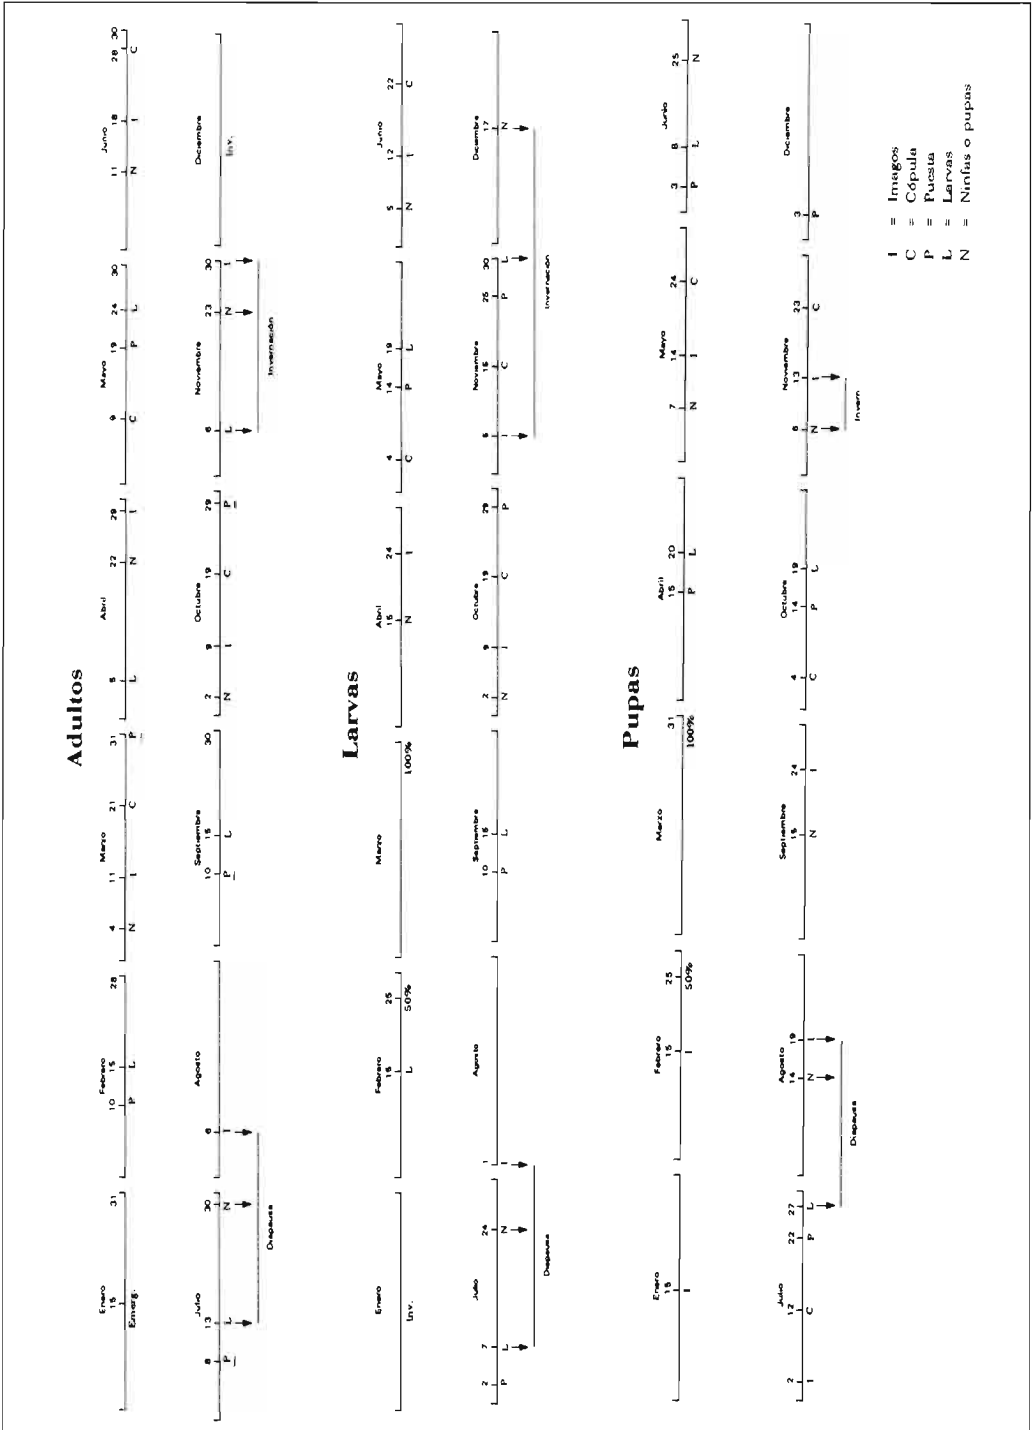 Adultos
Enero Febrero Marzo Abril Mayo Junio
15 31 10 15 28 4 11 21 31 5 22 29 9 19 24 30 11 18 28 30
Emerg. P L N I C P L N I C P L N I C
Julio Agosto Septiembre Octubre Noviembre Diciembre
8 13 30 6 10 15 30 2 9 19 29 6 23 30
P L N I P L N I C P L N I Inv.
Diapausa Invernación
Larvas
Enero Febrero Marzo Abril Mayo Junio
15 25 15 24 4 14 19 5 12 22
Inv. L 50% 100% N I C P L N I C
Julio Agosto Septiembre Octubre Noviembre Diciembre
2 7 24 1 10 15 2 9 19 29 6 15 25 30 17
P L N I P L N I C P I C P L N
Diapausa Invernación
Pupas
Enero Febrero Marzo Abril Mayo Junio
15 15 25 31 15 20 7 14 24 3 8 25
I I 50% 100% P L N I C P L N
Julio Agosto Septiembre Octubre Noviembre Diciembre
2 12 22 27 14 19 15 24 4 14 19 6 13 23 3
I C P L N I N I C P L N I C P
Diapausa Invern
I = Imagos
C = Cópula
P = Puesta
L = Larvas
N = Ninfas o pupas